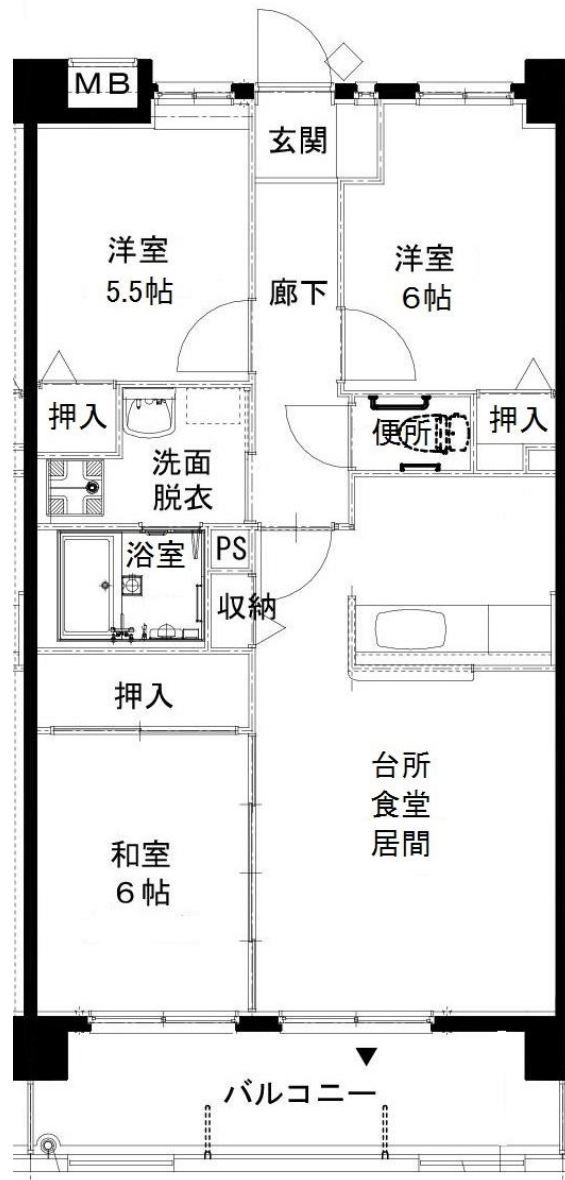 MB
玄関
洋室
5.5帖
廊下
洋室
6帖
押入
洗面
脱衣
便所
押入
浴室
PS
収納
押入
台所
食堂
居間
和室
6帖
バルコニー